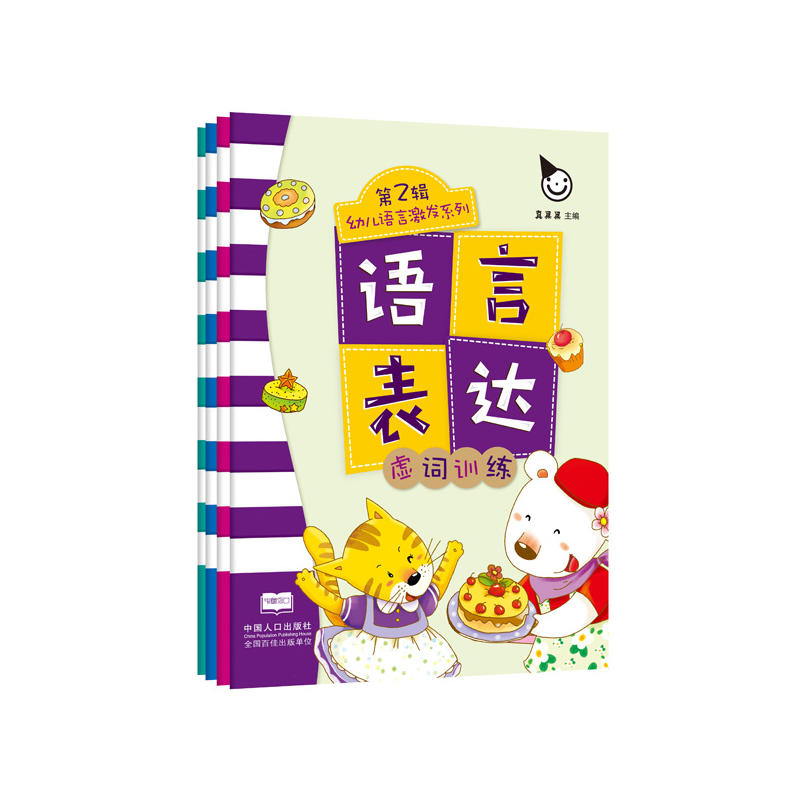 第2辑
幼儿语言激发系列
真果果 主编
语言
表达
虚词训练
中国人口出版社
China Population Publishing House
全国百佳出版单位